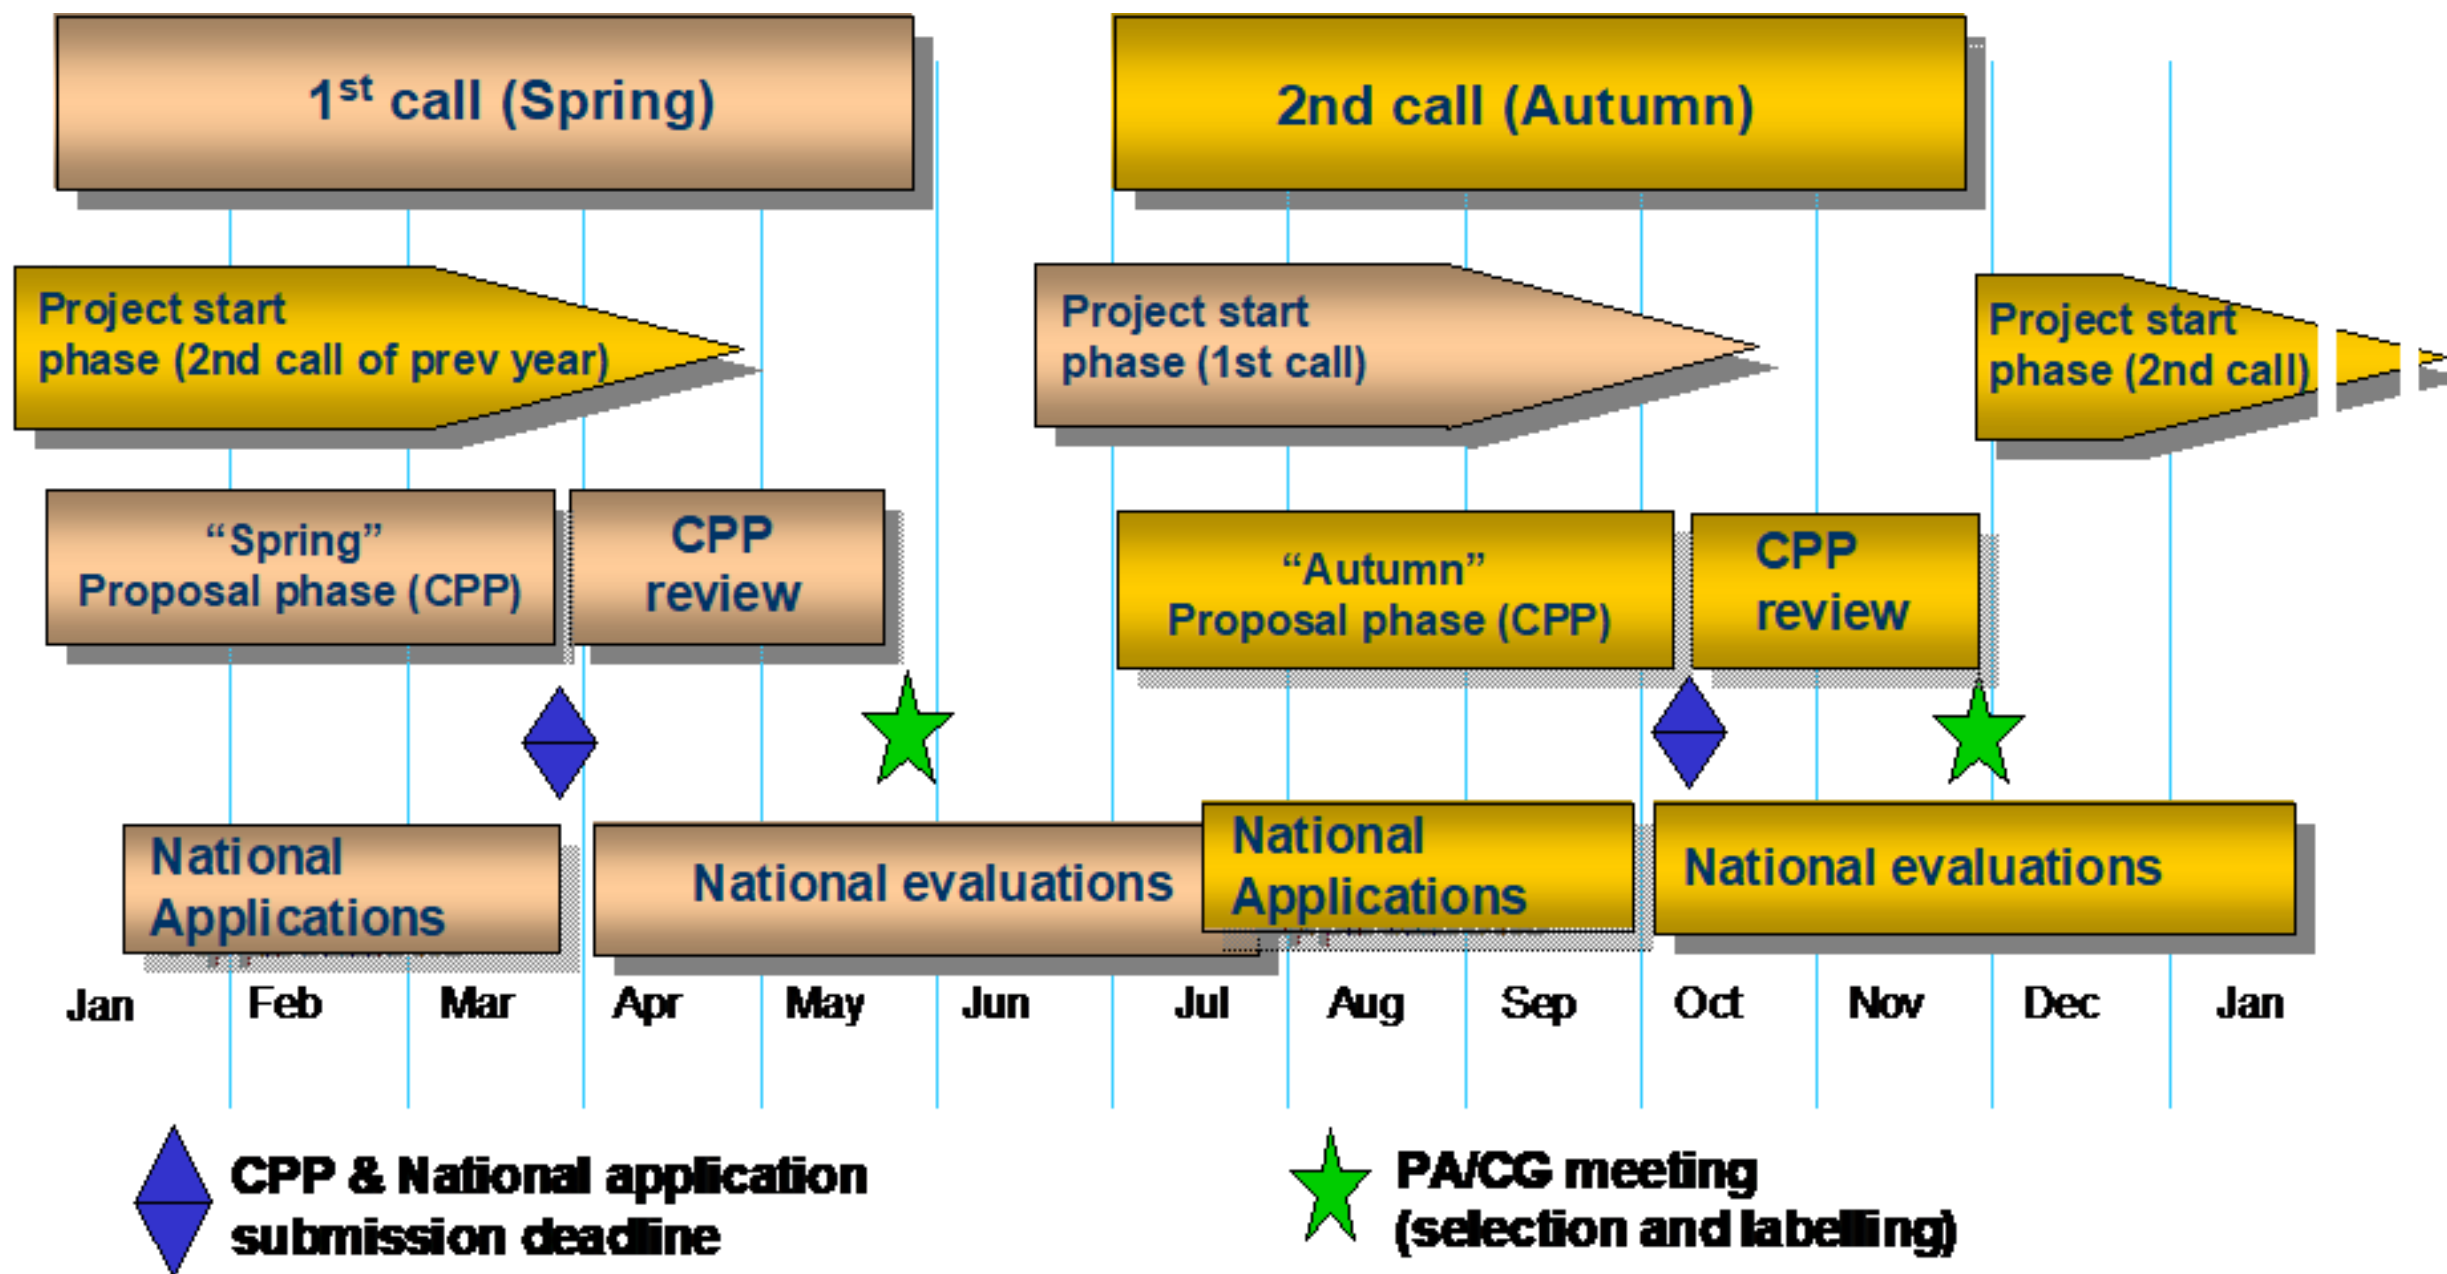 1st call (Spring)
2nd call (Autumn)
Project start
phase (2nd call of prev year)
Project start
phase (1st call)
Project start
phase (2nd call)
“Spring”
Proposal phase (CPP)
CPP
review
“Autumn”
Proposal phase (CPP)
CPP
review
National
Applications
National evaluations
National
Applications
National evaluations
Jan Feb Mar Apr May Jun Jul Aug Sep Oct Nov Dec Jan
CPP & National application
submission deadline
PA/CG meeting
(selection and labelling)